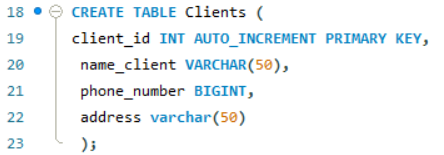 18 CREATE TABLE Clients (
19 client_id INT AUTO_INCREMENT PRIMARY KEY,
20 name_client VARCHAR(50),
21 phone_number BIGINT,
22 address varchar(50)
23 );